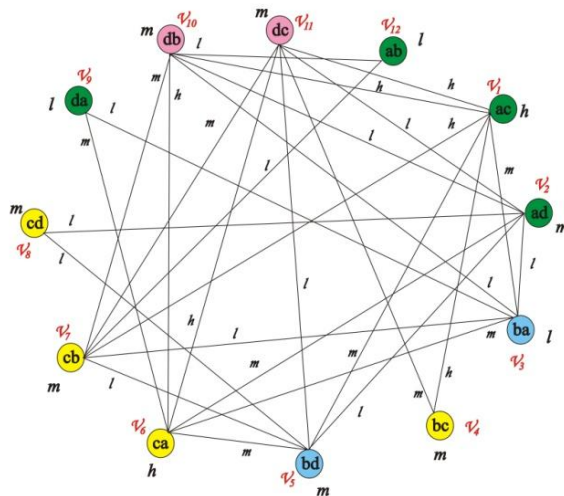 m V10 m V11 V12
db l dc ab l
V9 m h h V1
da l m h ac h
l m l l h m
m cd l V2 ad m
V8 l l l
V7 l m ba l
cb h V3
m l m m h
V6 l m bc V4
ca m l m
h V5 bd m